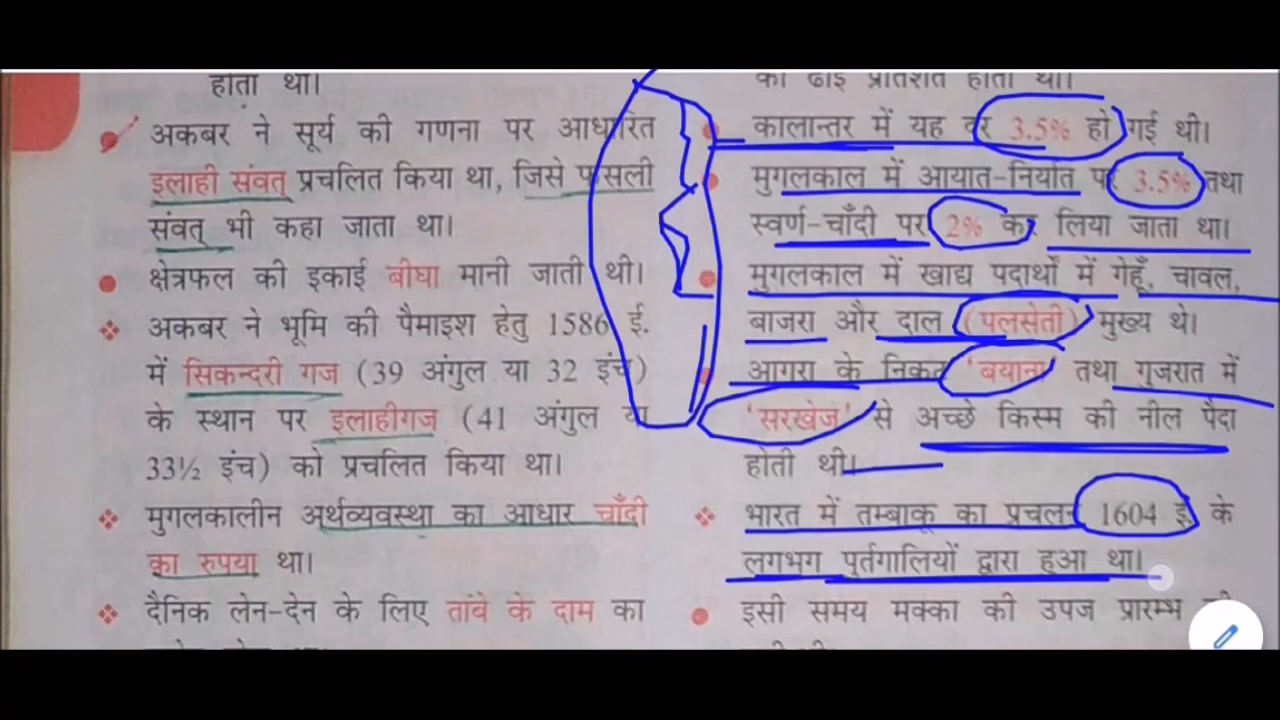 होता था।
अकबर ने सूर्य की गणना पर आधारित
इलाही संवत् प्रचलित किया था, जिसे फसली
संवत् भी कहा जाता था।
क्षेत्रफल की इकाई बीघा मानी जाती थी।
अकबर ने भूमि की पैमाइश हेतु 1586 ई.
में सिकन्दरी गज (39 अंगुल या 32 इंच)
के स्थान पर इलाहीगज (41 अंगुल या
33½ इंच) को प्रचलित किया था।
मुगलकालीन अर्थव्यवस्था का आधार चाँदी
का रुपया था।
दैनिक लेन-देन के लिए तांबे के दाम का
का ढाई प्रतिशत होता था।
कालान्तर में यह दर 3.5% हो गई थी।
मुगलकाल में आयात-निर्यात पर 3.5% तथा
स्वर्ण-चाँदी पर 2% कर लिया जाता था।
मुगलकाल में खाद्य पदार्थों में गेहूँ, चावल,
बाजरा और दाल (पलसेती) मुख्य थे।
आगरा के निकट 'बयाना' तथा गुजरात में
'सरखेज' से अच्छे किस्म की नील पैदा
होती थी।
भारत में तम्बाकू का प्रचलन 1604 ई. के
लगभग पुर्तगालियों द्वारा हुआ था।
इसी समय मक्का की उपज प्रारम्भ